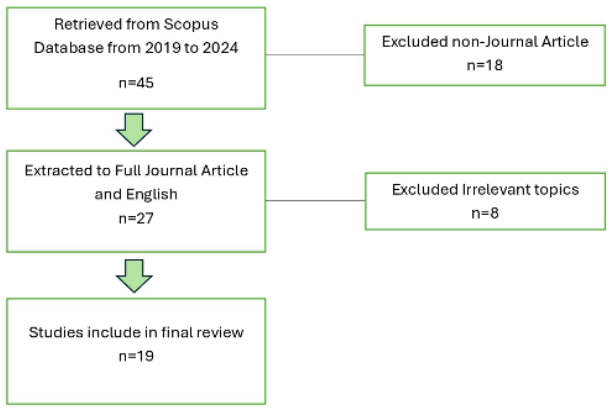 Retrieved from Scopus
Database from 2019 to 2024
n=45
Excluded non-Journal Article
n=18
Extracted to Full Journal Article
and English
n=27
Excluded Irrelevant topics
n=8
Studies include in final review
n=19